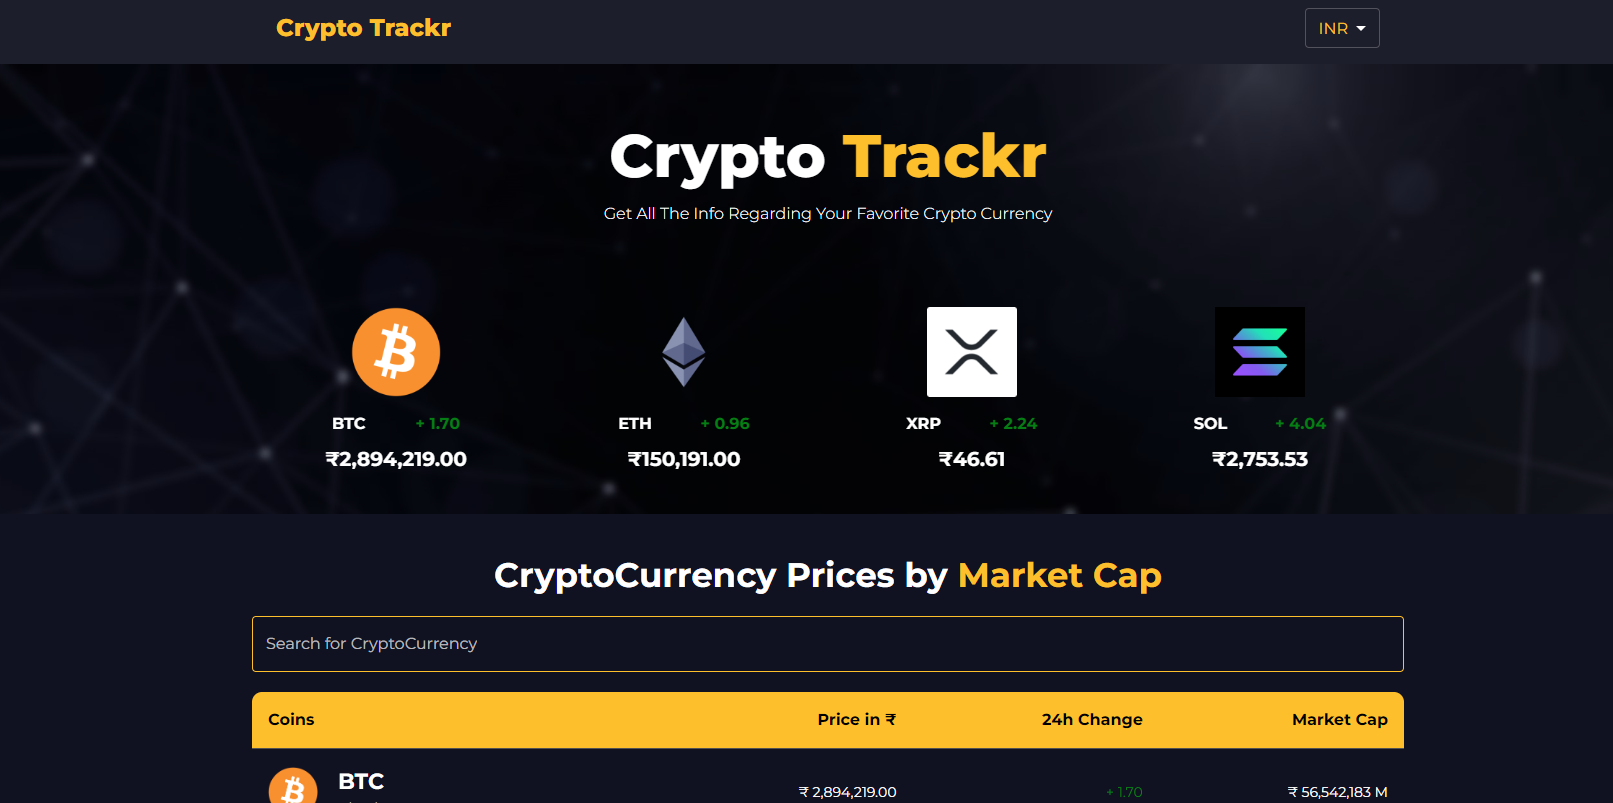 Crypto Trackr
INR
Crypto Trackr
Get All The Info Regarding Your Favorite Crypto Currency
BTC + 1.70
₹2,894,219.00
ETH + 0.96
₹150,191.00
XRP + 2.24
₹46.61
SOL + 4.04
₹2,753.53
CryptoCurrency Prices by Market Cap
Search for CryptoCurrency
Coins Price in ₹ 24h Change Market Cap
BTC
₹ 2,894,219.00 + 1.70 ₹ 56,542,183 M